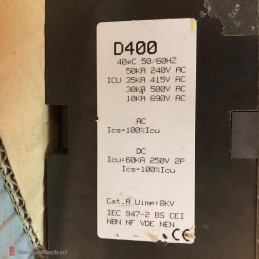 D400
40°C 50/60HZ
50KA 240V AC
ICU 35KA 415V AC
30KA 500V AC
10KA 690V AC
AC
Ics=100%Icu
DC
Icu:60KA 250V 2P
Ics=100%Icu
Cat.A Uimp:8KV
IEC 947-2 BS CEI
NBN NF VDE NEN
CE